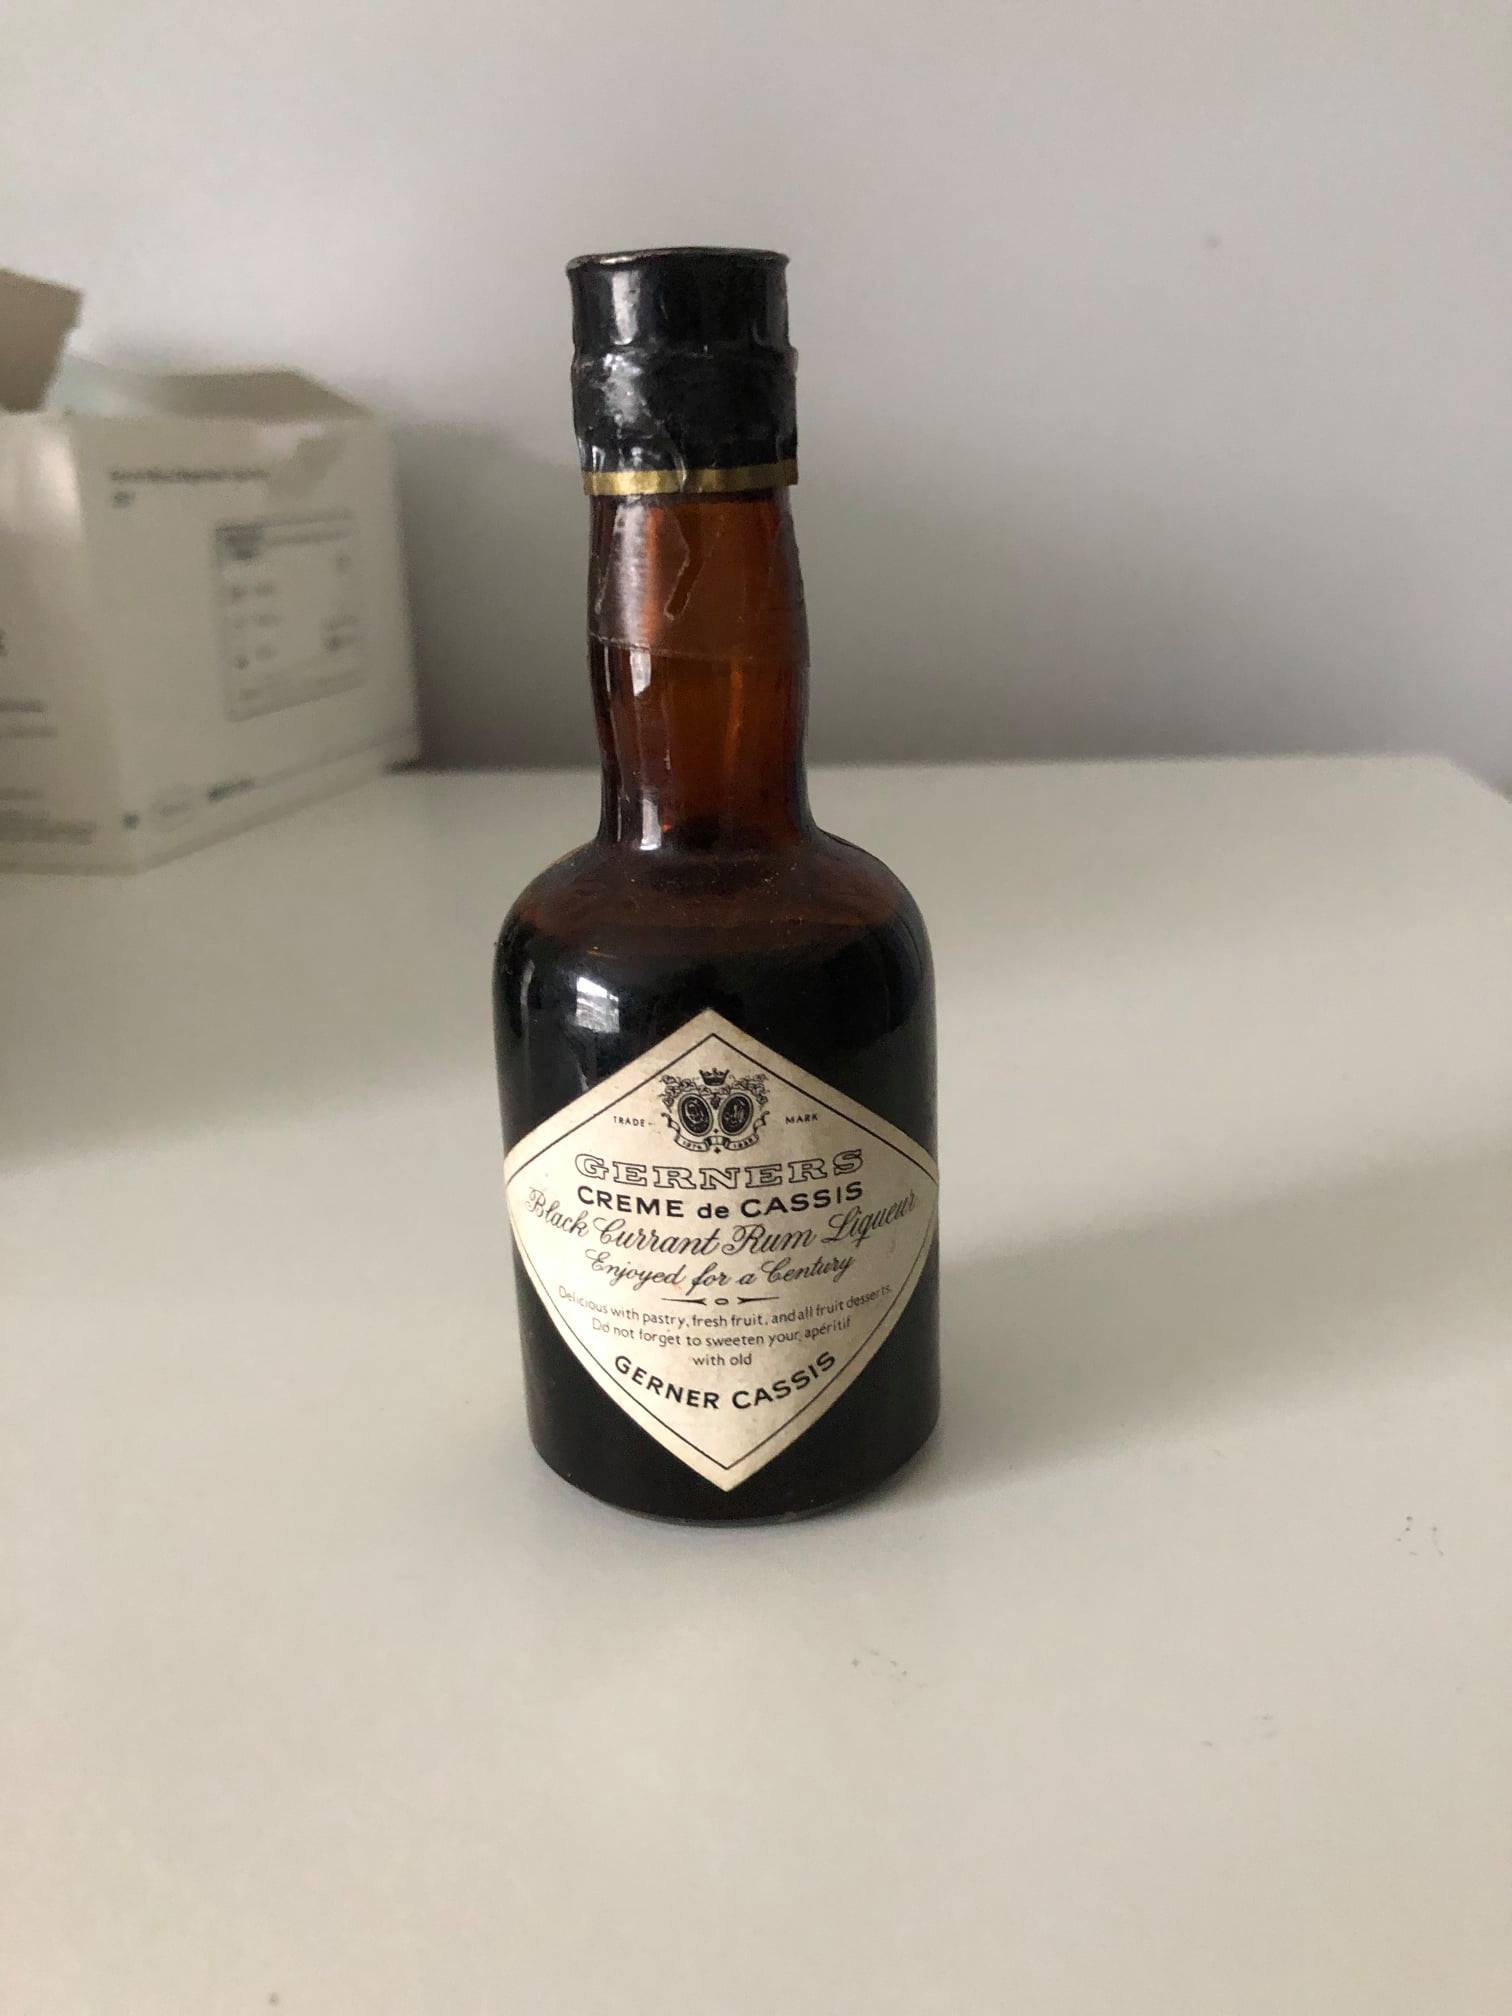 TRADE- MARK
GERNERS
CREME de CASSIS
Black Currant Rum Liqueur
Enjoyed for a Century
Delicious with pastry, fresh fruit, and all fruit desserts.
Do not forget to sweeten your apéritif
with old
GERNER CASSIS